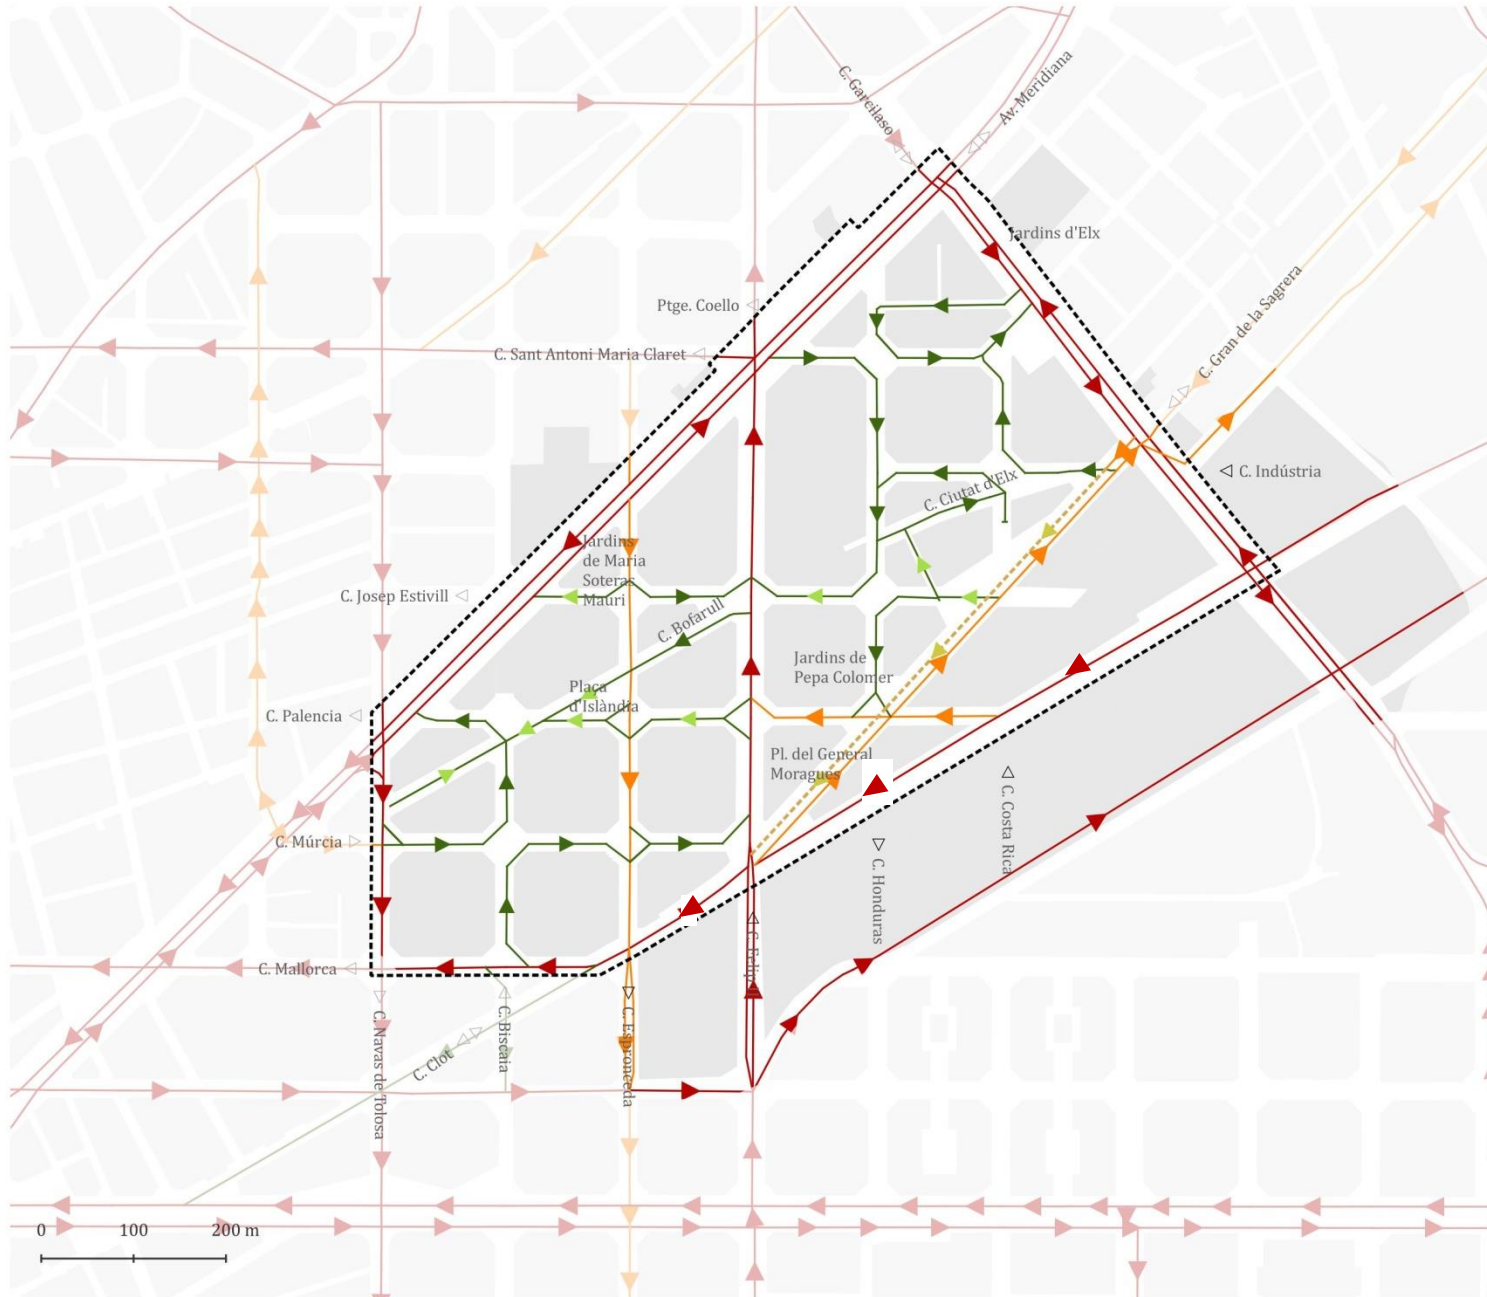 C. Garcilaso
Av. Meridiana
Jardins d'Elx
C. Gran de la Sagrera
Ptge. Coello
C. Sant Antoni Maria Claret
C. Indústria
C. Ciutat d'Elx
Jardins
de Maria
Soteras
Mauri
C. Josep Estivill
C. Bofarull
Jardins de
Pepa Colomer
Plaça
d'Islàndia
C. Palencia
Pl. del General
Moragues
C. Costa Rica
C. Múrcia
C. Honduras
C. Felip II
C. Mallorca
C. Navas de Tolosa
C. Biscaia
C. Espronceda
C. Clot
0 100 200 m